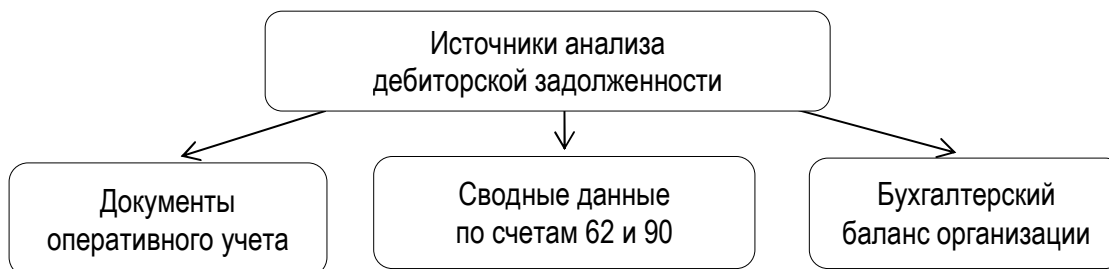 Источники анализа
дебиторской задолженности
Документы
оперативного учета
Сводные данные
по счетам 62 и 90
Бухгалтерский
баланс организации